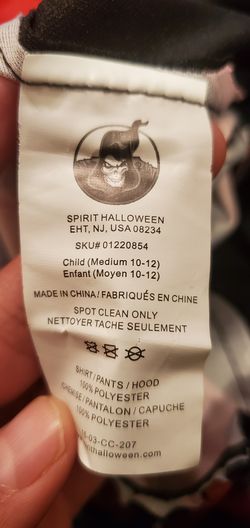 SPIRIT HALLOWEEN
EHT, NJ, USA 08234
SKU# 01220854
Child (Medium 10-12)
Enfant (Moyen 10-12)
MADE IN CHINA/FABRIQUÉS EN CHINE
SPOT CLEAN ONLY
NETTOYER TACHE SEULEMENT
SHIRT/PANTS/HOOD
100% POLYESTER
CHEMISE/PANTALON/CAPUCHE
100% POLYESTER
-03-CC-207
withalloween.com